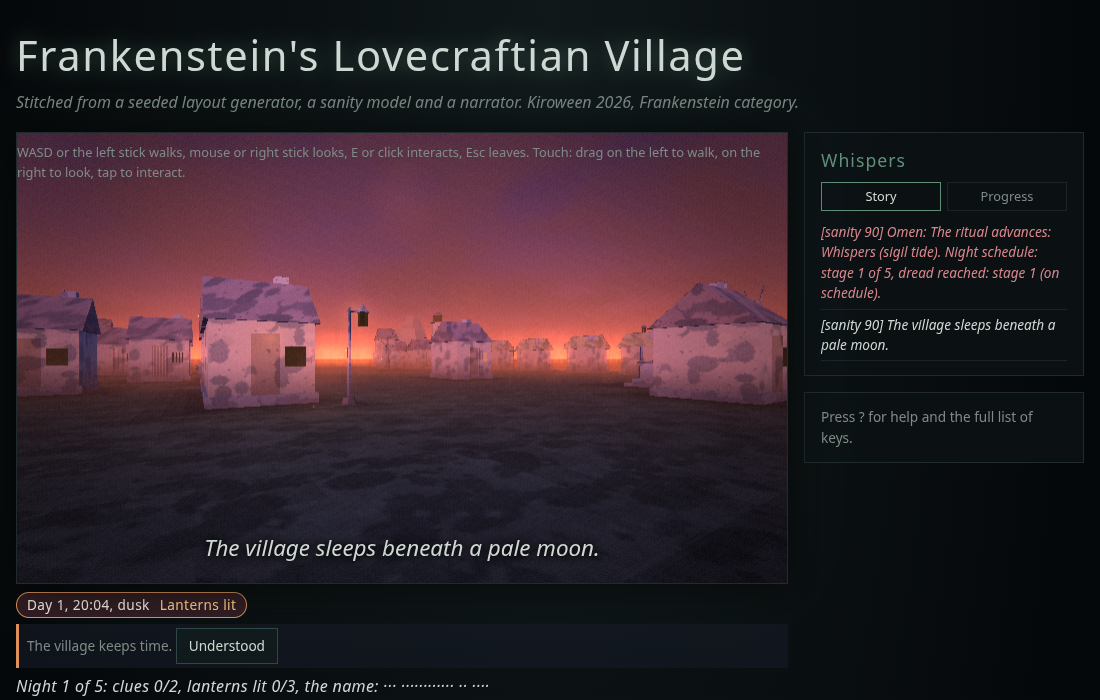 Frankenstein's Lovecraftian Village
Stitched from a seeded layout generator, a sanity model and a narrator. Kiroween 2026, Frankenstein category.
WASD or the left stick walks, mouse or right stick looks, E or click interacts, Esc leaves. Touch: drag on the left to walk, on the
right to look, tap to interact.
The village sleeps beneath a pale moon.
Day 1, 20:04, dusk Lanterns lit
The village keeps time. Understood
Night 1 of 5: clues 0/2, lanterns lit 0/3, the name: ··· ············ ·· ····
Whispers
Story Progress
[sanity 90] Omen: The ritual advances:
Whispers (sigil tide). Night schedule:
stage 1 of 5, dread reached: stage 1 (on
schedule).
[sanity 90] The village sleeps beneath a
pale moon.
Press ? for help and the full list of
keys.